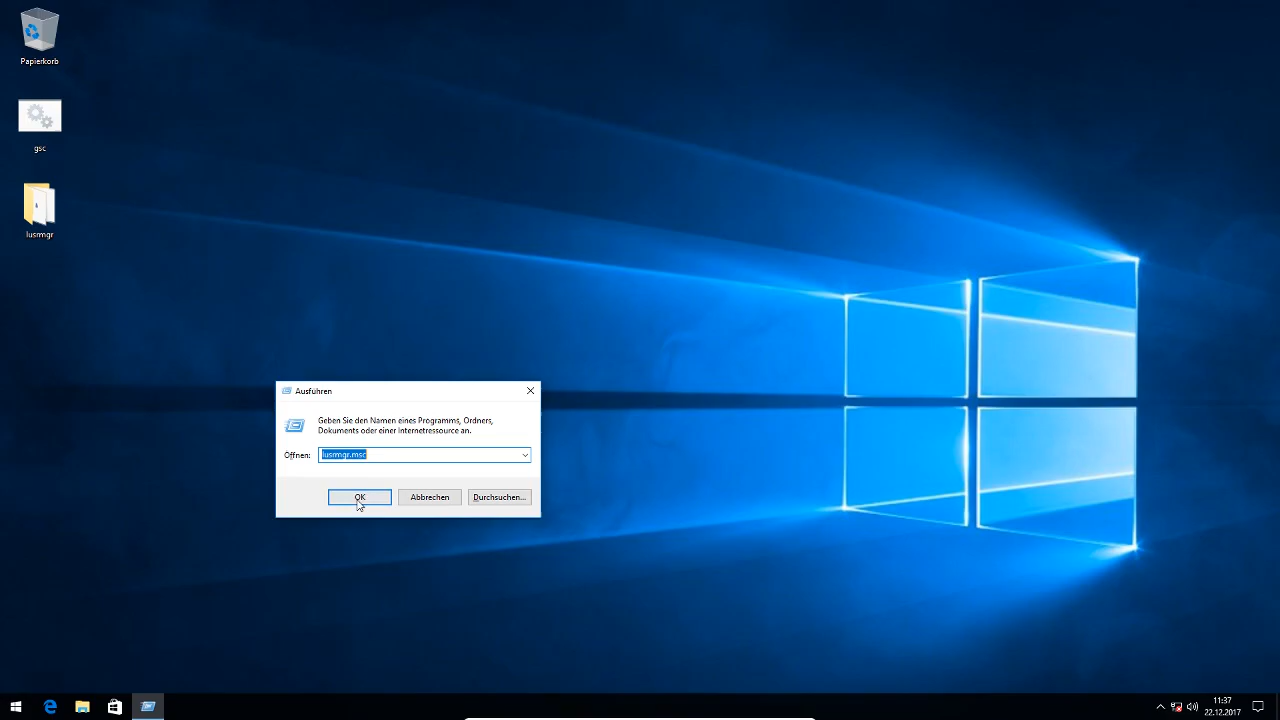 Papierkorb
gsc
lusrmgr
Ausführen
Geben Sie den Namen eines Programms, Ordners,
Dokuments oder einer Internetressource an.
Öffnen: lusrmgr.msc
OK Abbrechen Durchsuchen...
11:37
22.12.2017